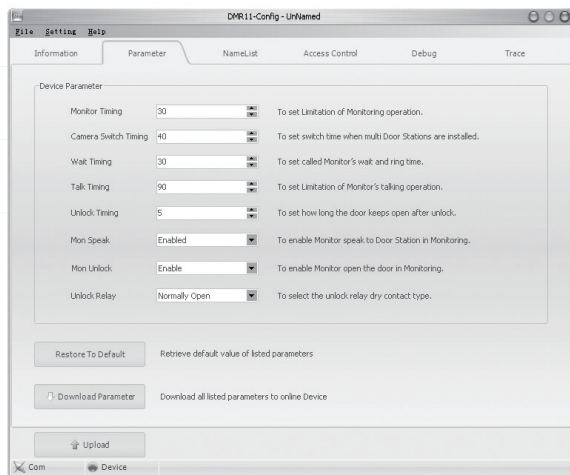 DMR11-Config - UnNamed
File Setting Help
Information Parameter NameList Access Control Debug Trace
Device Parameter
Monitor Timing 30 To set Limitation of Monitoring operation.
Camera Switch Timing 40 To set switch time when multi Door Stations are installed.
Wait Timing 30 To set called Monitor's wait and ring time.
Talk Timing 90 To set Limitation of Monitor's talking operation.
Unlock Timing 5 To set how long the door keeps open after unlock.
Mon Speak Enabled To enable Monitor speak to Door Station in Monitoring.
Mon Unlock Enable To enable Monitor open the door in Monitoring.
Unlock Relay Normally Open To select the unlock relay dry contact type.
Restore To Default Retrieve default value of listed parameters
Download Parameter Download all listed parameters to online Device
Upload
Com Device